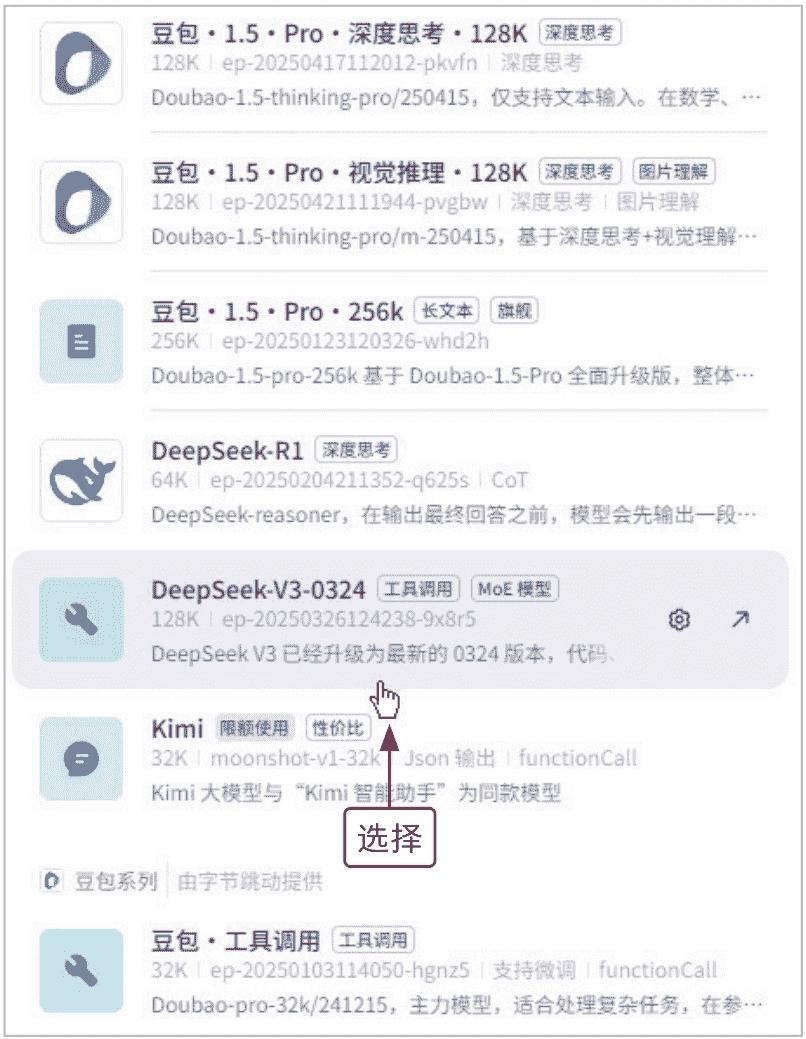 豆包・1.5・Pro・深度思考・128K 深度思考
128K | ep-20250417112012-pkvfn | 深度思考
Doubao-1.5-thinking-pro/250415，仅支持文本输入。在数学、…
豆包・1.5・Pro・视觉推理・128K 深度思考 图片理解
128K | ep-20250421111944-pvgbw | 深度思考 | 图片理解
Doubao-1.5-thinking-pro/m-250415，基于深度思考+视觉理解…
豆包・1.5・Pro・256k 长文本 旗舰
256K | ep-20250123120326-whd2h
Doubao-1.5-pro-256k 基于 Doubao-1.5-Pro 全面升级版，整体…
DeepSeek-R1 深度思考
64K | ep-20250204211352-q625s | CoT
DeepSeek-reasoner，在输出最终回答之前，模型会先输出一段…
DeepSeek-V3-0324 工具调用 MoE 模型
128K | ep-20250326124238-9x8r5
DeepSeek V3 已经升级为最新的 0324 版本，代码、
Kimi 限额使用 性价比
32K | moonshot-v1-32k | Json 输出 | functionCall
Kimi 大模型与“Kimi 智能助手”为同款模型
选择
豆包系列 | 由字节跳动提供
豆包・工具调用 工具调用
32K | ep-20250103114050-hgnz5 | 支持微调 | functionCall
Doubao-pro-32k/241215，主力模型，适合处理复杂任务，在参…